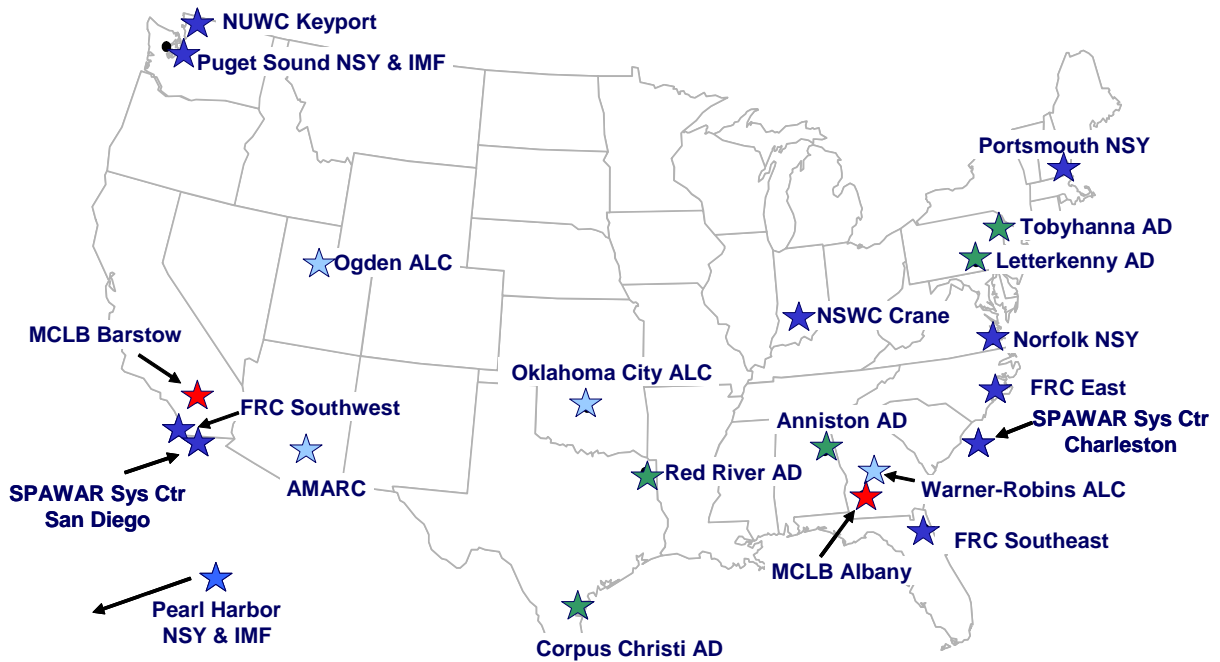 NUWC Keyport
Puget Sound NSY & IMF
Portsmouth NSY
Tobyhanna AD
Letterkenny AD
Ogden ALC
NSWC Crane
MCLB Barstow
Norfolk NSY
Oklahoma City ALC
FRC East
FRC Southwest
Anniston AD
SPAWAR Sys Ctr
Charleston
Red River AD
AMARC
Warner-Robins ALC
SPAWAR Sys Ctr
San Diego
FRC Southeast
MCLB Albany
Pearl Harbor
NSY & IMF
Corpus Christi AD